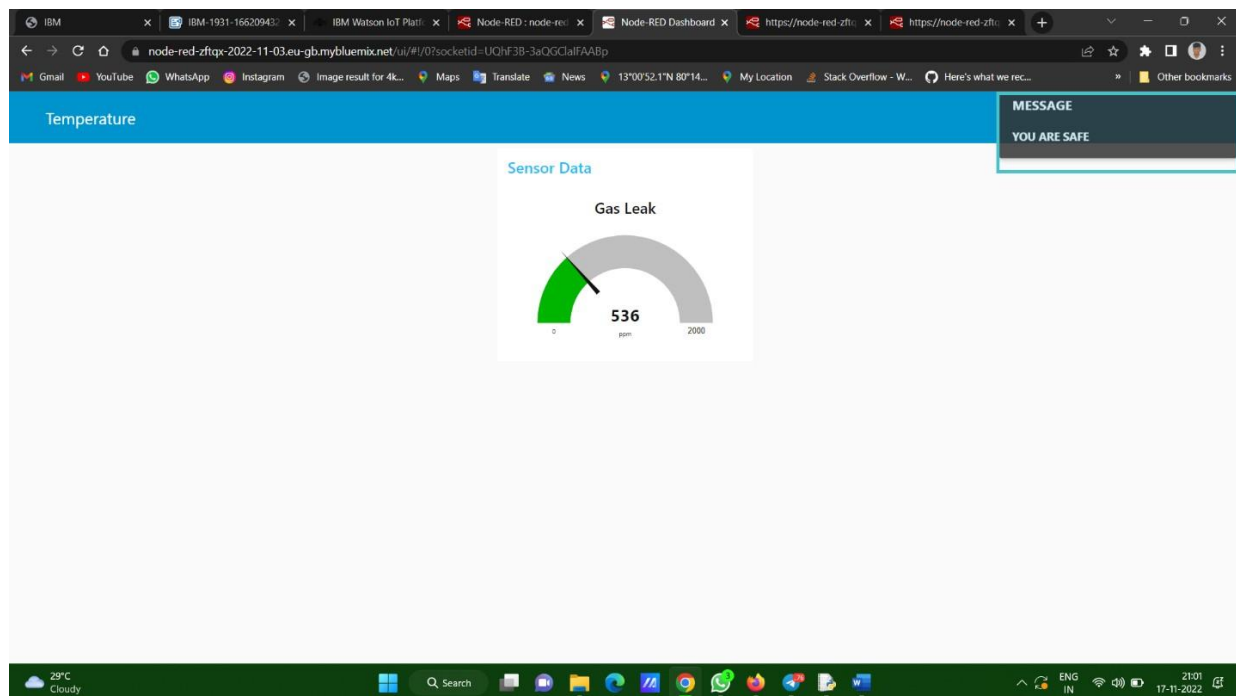 IBM
IBM-1931-166209432
IBM Watson IoT Platfo
Node-RED : node-red
Node-RED Dashboard
https://node-red-zftq
https://node-red-zftq
node-red-zftqx-2022-11-03.eu-gb.mybluemix.net/ui/#!/0?socketid=UQhF3B-3aQGClaIFAABp
Gmail YouTube WhatsApp Instagram Image result for 4k... Maps Translate News 13°00'52.1"N 80°14... My Location Stack Overflow - W... Here's what we rec... » Other bookmarks
Temperature
MESSAGE
YOU ARE SAFE
Sensor Data
Gas Leak
536
ppm
0
2000
29°C
Cloudy
Search
ENG
IN
21:01
17-11-2022